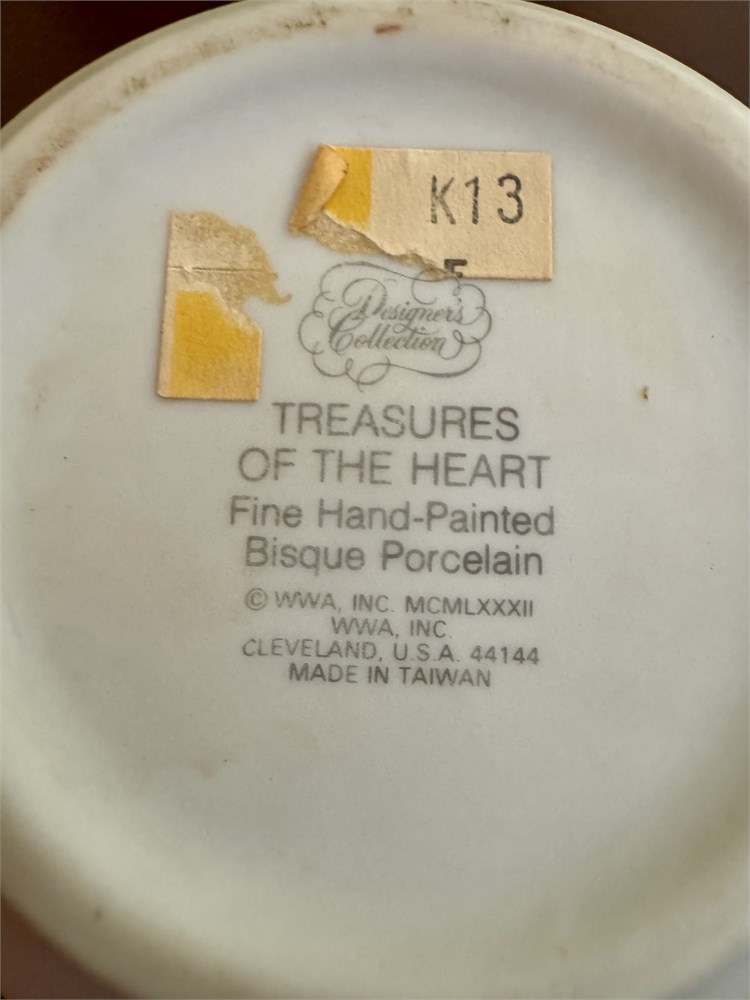 K13
Designer's
Collection
TREASURES
OF THE HEART
Fine Hand-Painted
Bisque Porcelain
© WWA, INC. MCMLXXXII
WWA, INC.
CLEVELAND, U.S.A. 44144
MADE IN TAIWAN